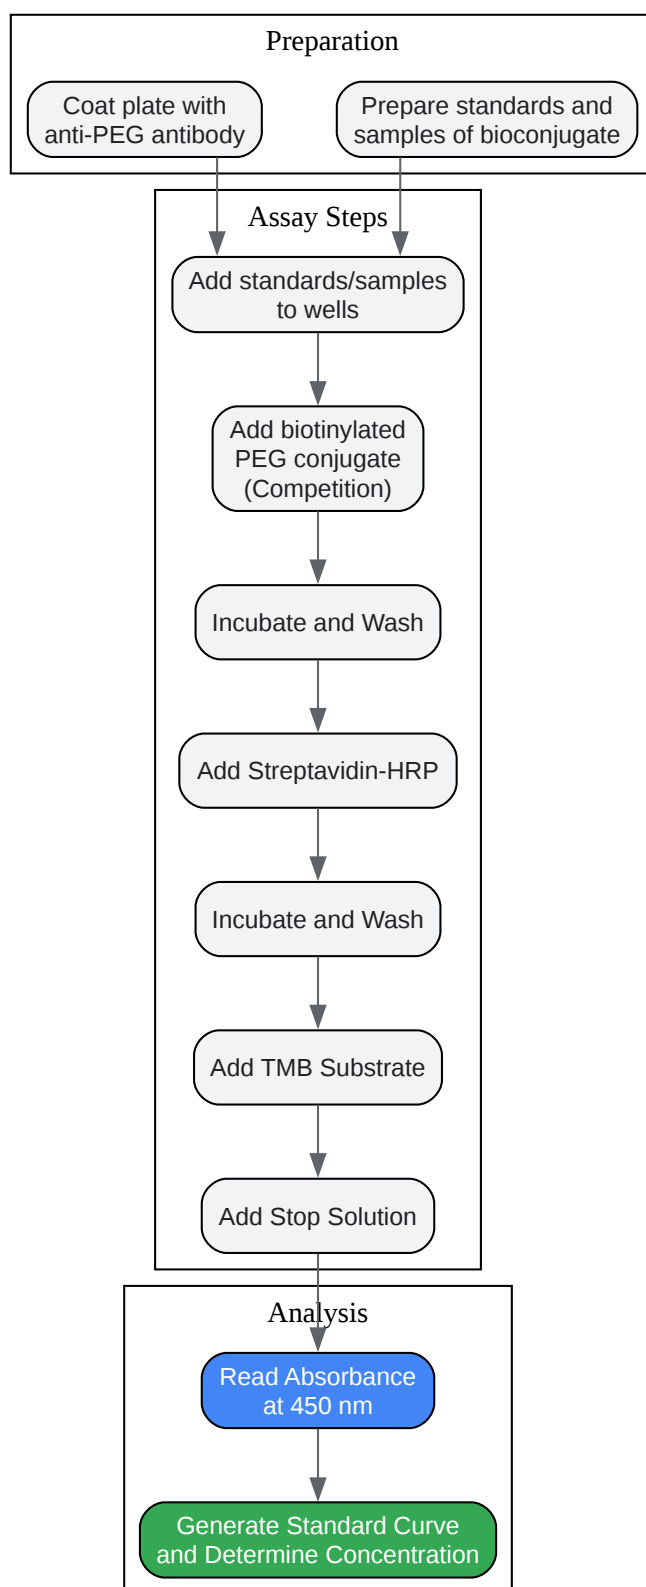 Preparation
Coat plate with
anti-PEG antibody
Prepare standards and
samples of bioconjugate
Assay Steps
Add standards/samples
to wells
Add biotinylated
PEG conjugate
(Competition)
Incubate and Wash
Add Streptavidin-HRP
Incubate and Wash
Add TMB Substrate
Add Stop Solution
Analysis
Read Absorbance
at 450 nm
Generate Standard Curve
and Determine Concentration